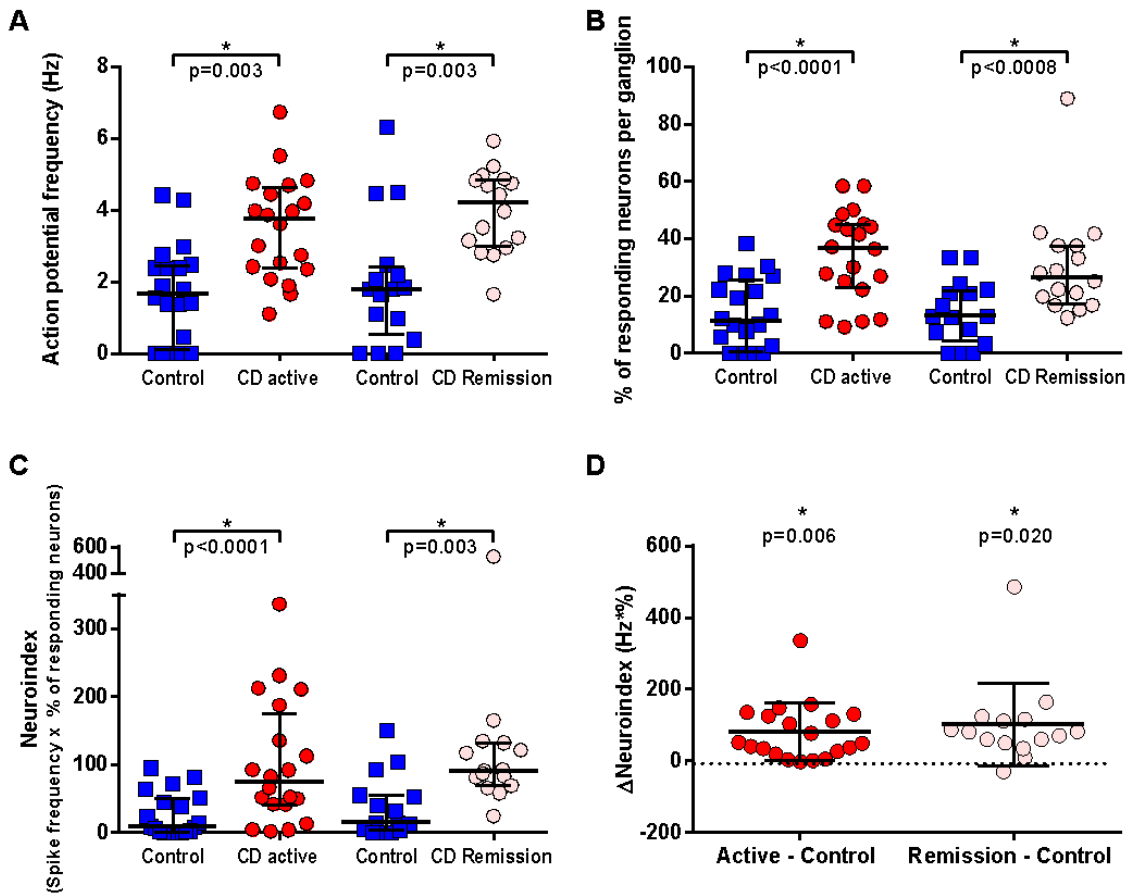 A
Action potential frequency (Hz)
8
6
4
2
0
*
p=0.003
*
p=0.003
Control
CD active
Control
CD Remission
B
% of responding neurons per ganglion
100
80
60
40
20
0
*
p<0.0001
*
p<0.0008
Control
CD active
Control
CD Remission
C
Neuroindex
(Spike frequency x % of responding neurons)
600
400
300
200
100
0
*
p<0.0001
*
p=0.003
Control
CD active
Control
CD Remission
D
ΔNeuroindex (Hz*%)
600
400
200
0
-200
*
p=0.006
*
p=0.020
Active - Control
Remission - Control